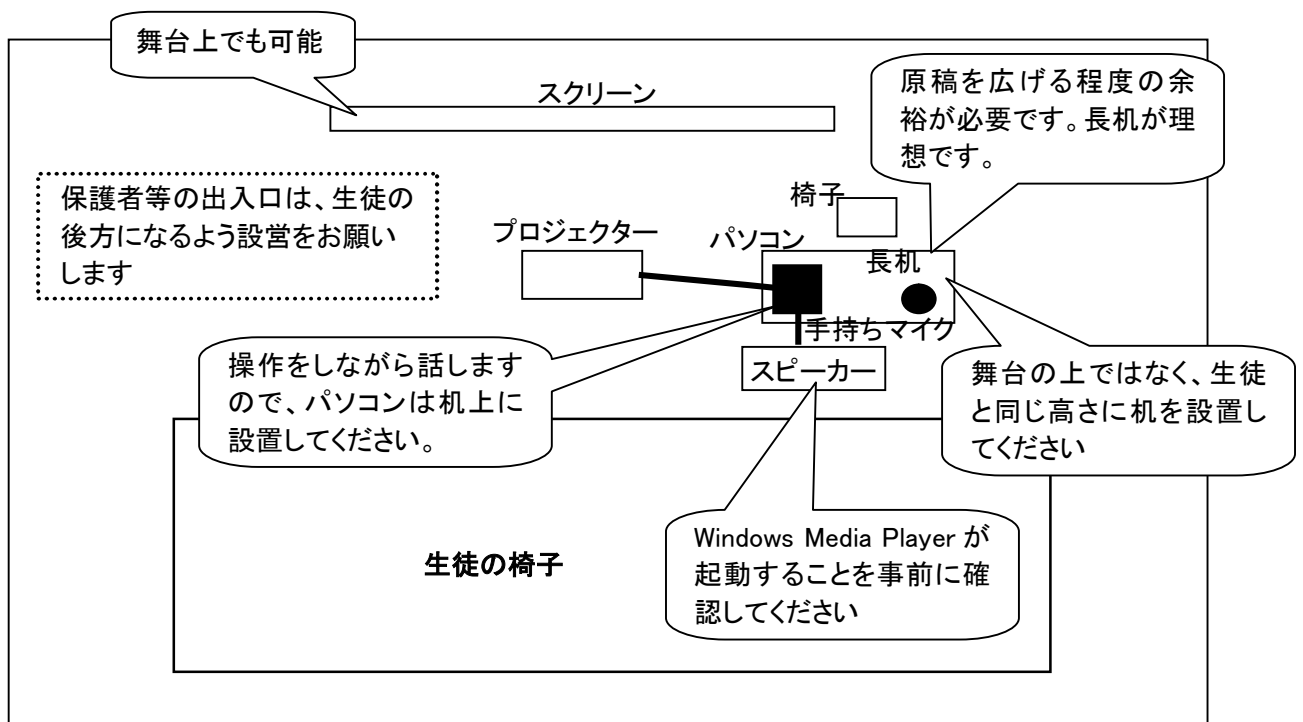 舞台上でも可能
スクリーン
原稿を広げる程度の余
裕が必要です。長机が理
想です。
保護者等の出入口は、生徒の
後方になるよう設営をお願い
します
椅子
プロジェクター
パソコン
長机
手持ちマイク
スピーカー
操作をしながら話します
ので、パソコンは机上に
設置してください。
舞台の上ではなく、生徒
と同じ高さに机を設置し
てください
Windows Media Player が
起動することを事前に確
認してください
生徒の椅子